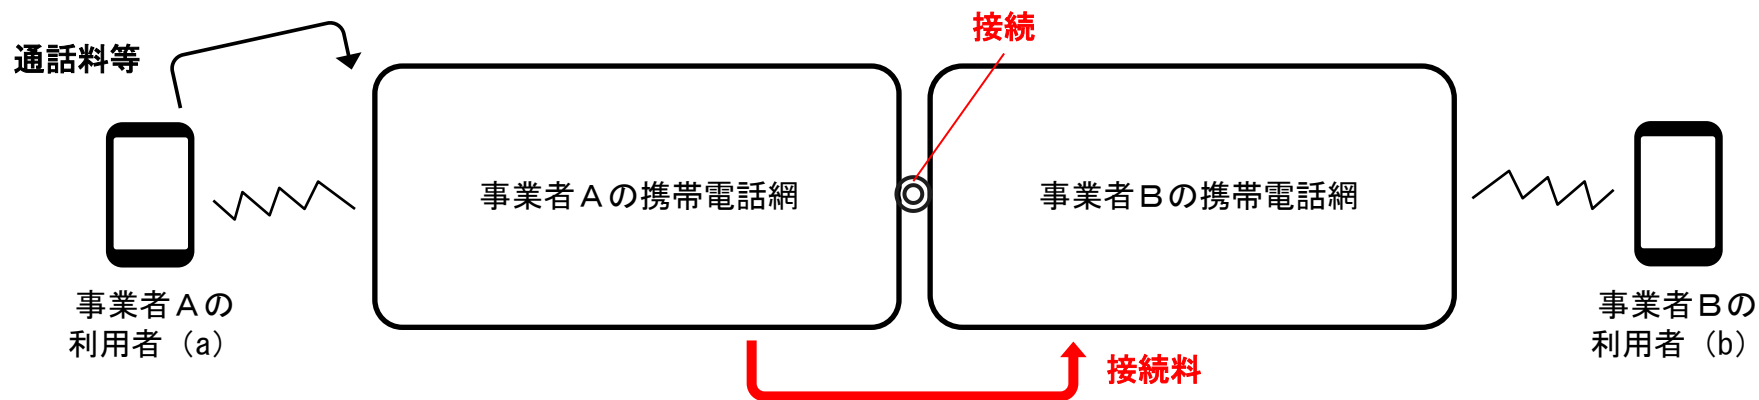 接続
通話料等
事業者Aの携帯電話網
事業者Bの携帯電話網
事業者Aの
利用者（a）
事業者Bの
利用者（b）
接続料